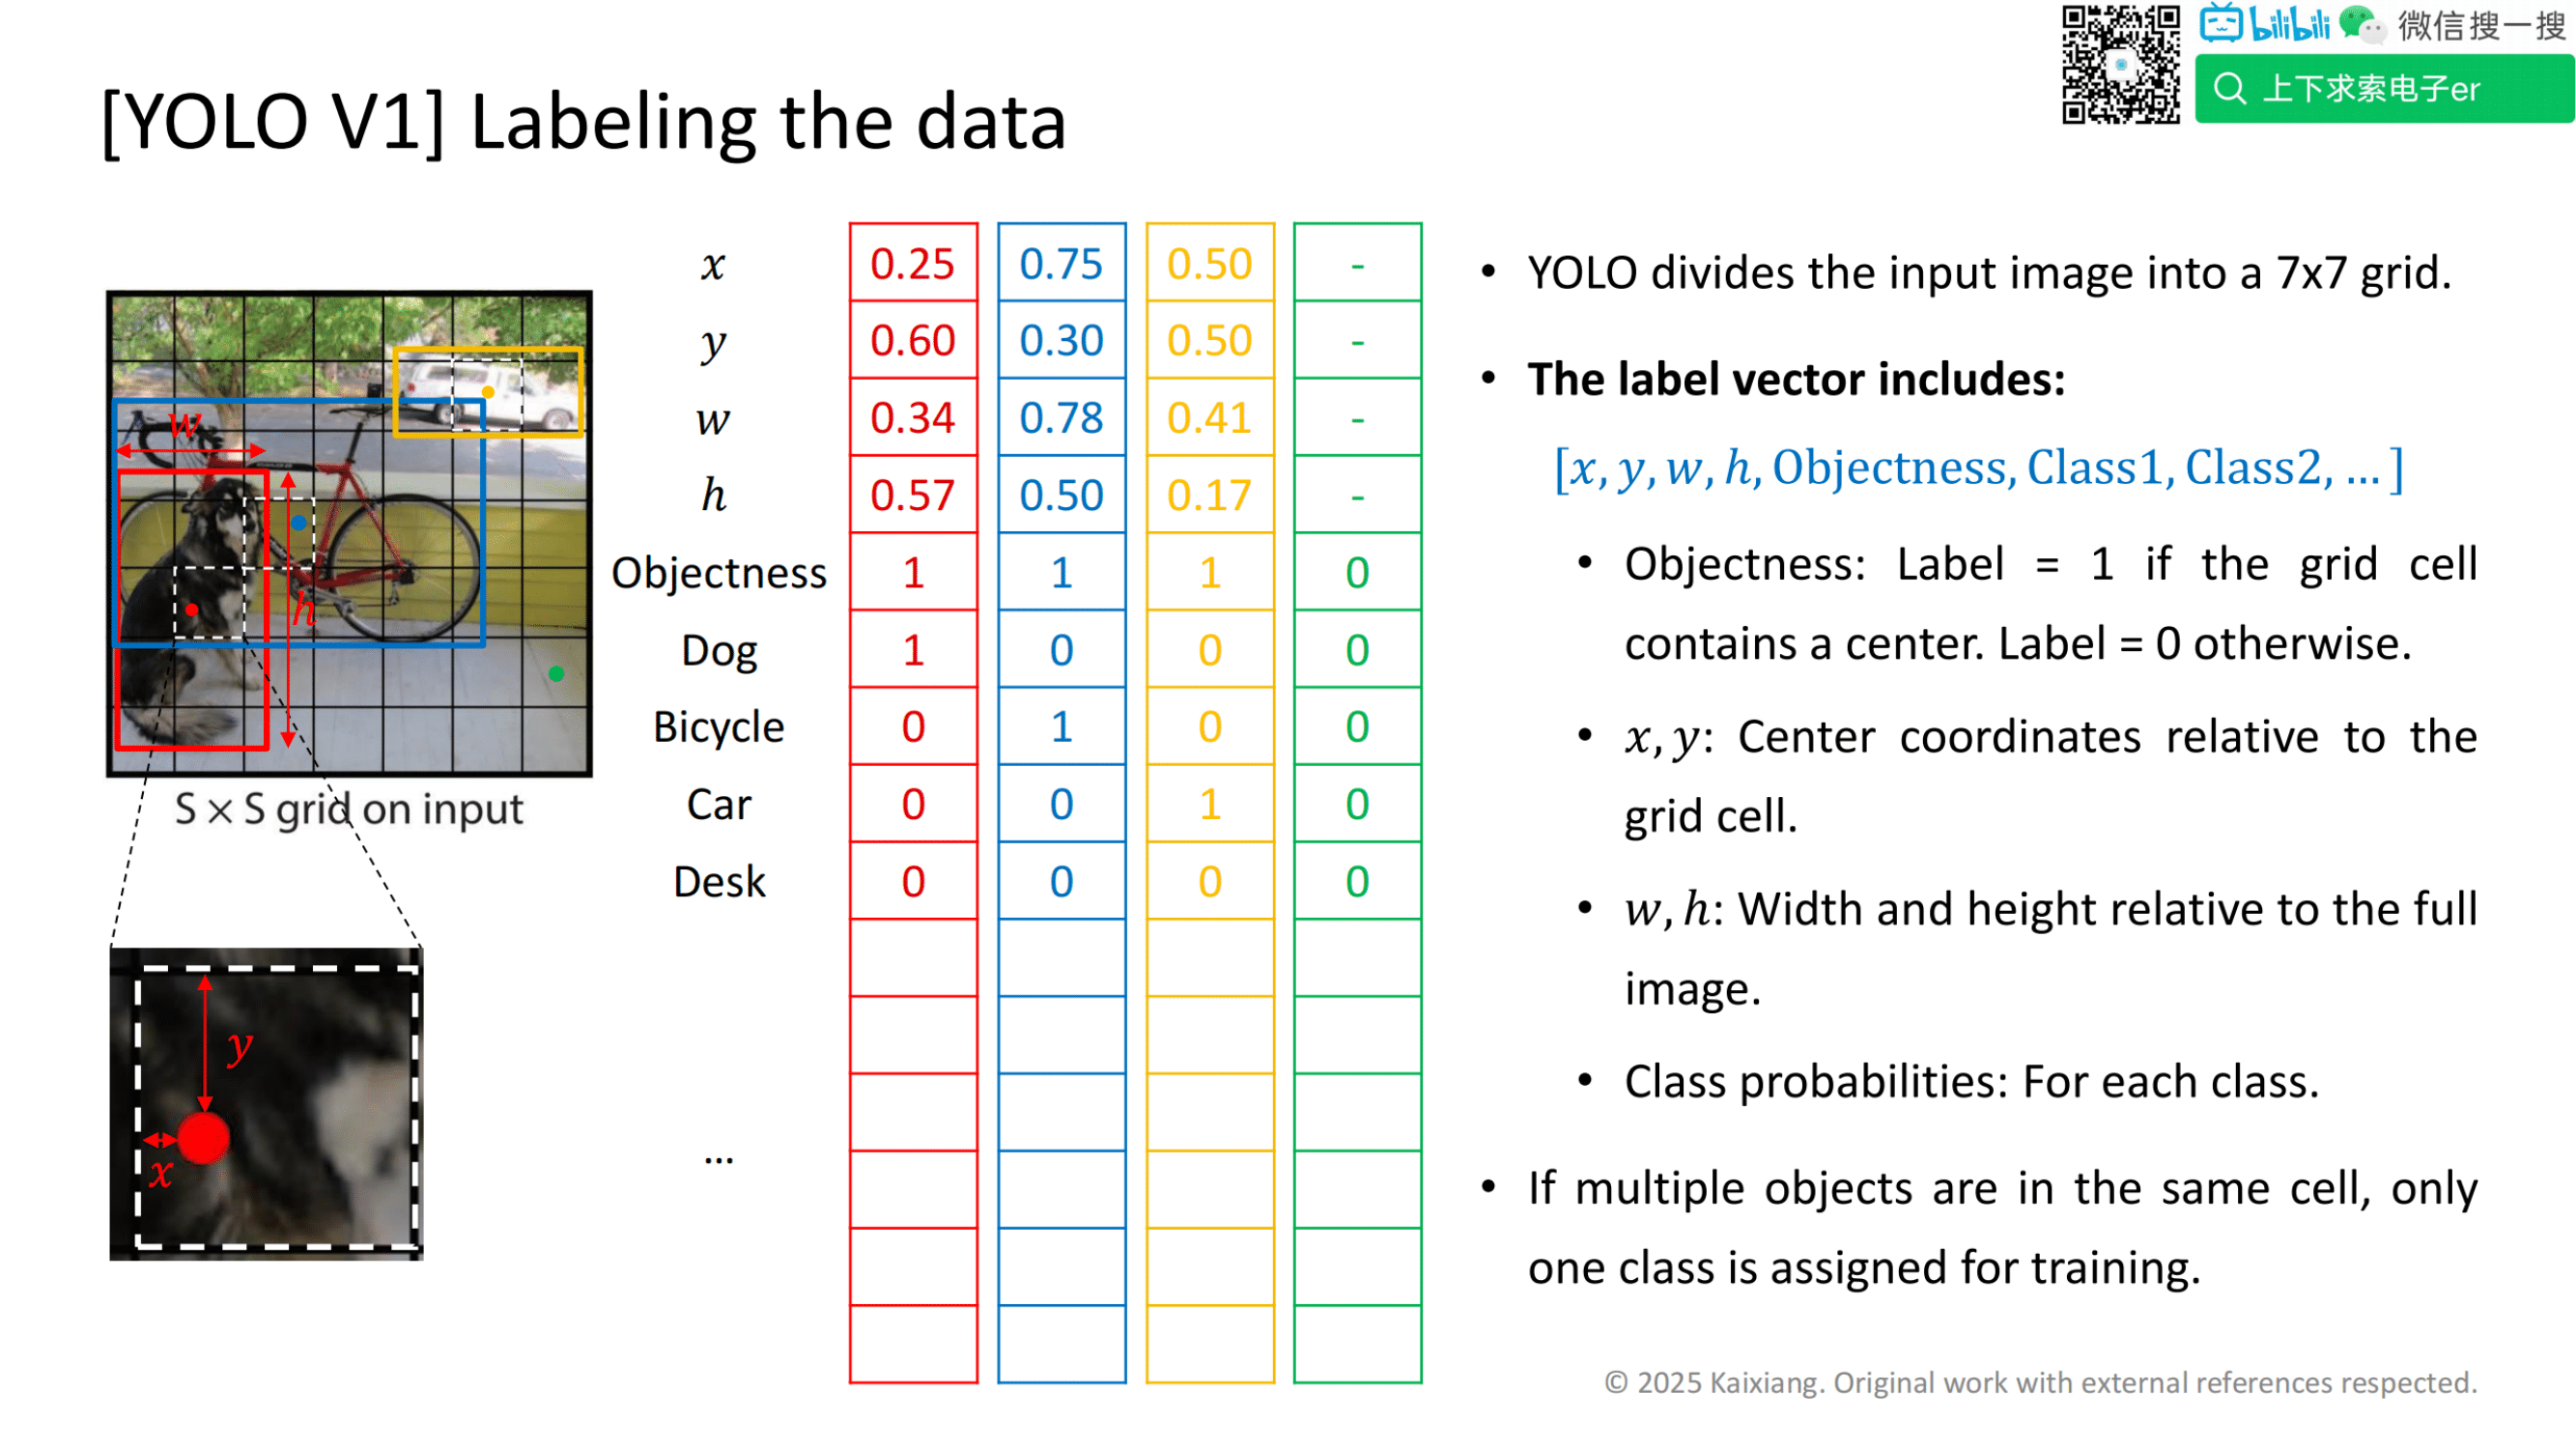 bilibili 微信搜一搜
上下求索电子er
[YOLO V1] Labeling the data
w
h
S × S grid on input
y
x
x 0.25 0.75 0.50 -
y 0.60 0.30 0.50 -
w 0.34 0.78 0.41 -
h 0.57 0.50 0.17 -
Objectness 1 1 1 0
Dog 1 0 0 0
Bicycle 0 1 0 0
Car 0 0 1 0
Desk 0 0 0 0
...
• YOLO divides the input image into a 7x7 grid.
• The label vector includes:
[x, y, w, h, Objectness, Class1, Class2, ... ]
• Objectness: Label = 1 if the grid cell
contains a center. Label = 0 otherwise.
• x, y: Center coordinates relative to the
grid cell.
• w, h: Width and height relative to the full
image.
• Class probabilities: For each class.
• If multiple objects are in the same cell, only
one class is assigned for training.
© 2025 Kaixiang. Original work with external references respected.